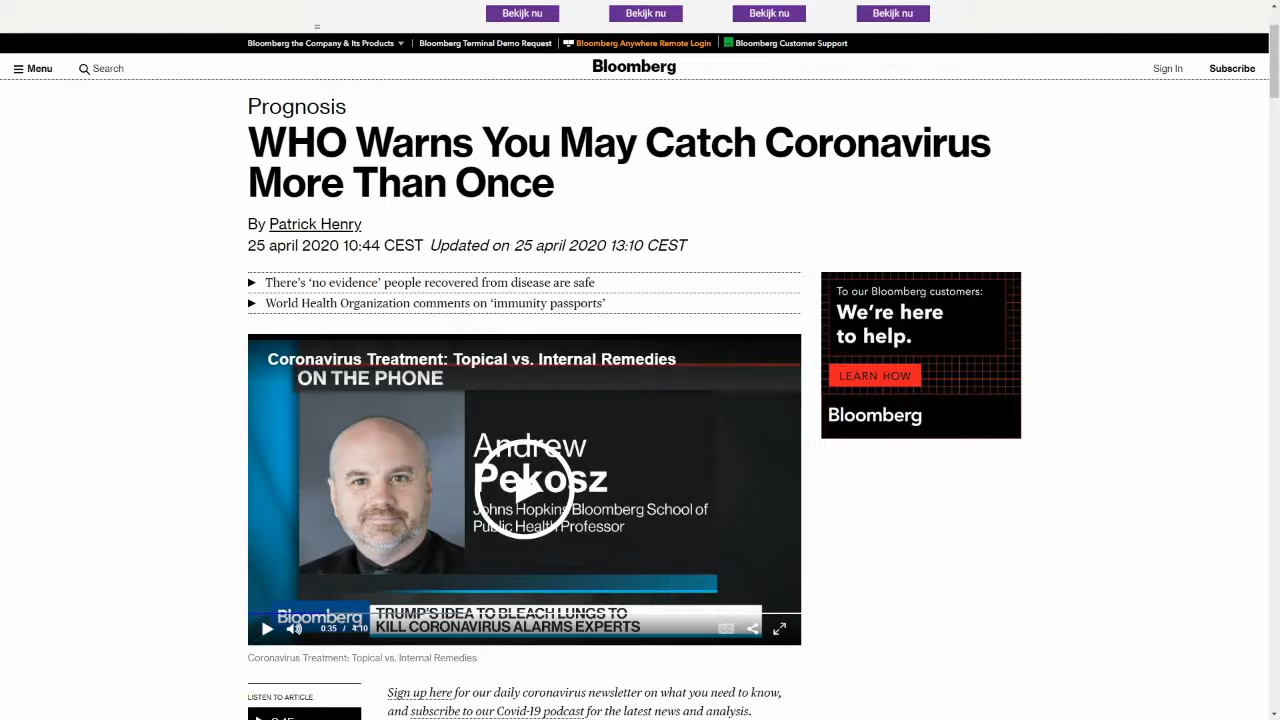 Bekijk nu Bekijk nu Bekijk nu Bekijk nu
Bloomberg the Company & Its Products Bloomberg Terminal Demo Request Bloomberg Anywhere Remote Login Bloomberg Customer Support
Menu Search Bloomberg Sign In Subscribe
Prognosis
WHO Warns You May Catch Coronavirus
More Than Once
By Patrick Henry
25 april 2020 10:44 CEST Updated on 25 april 2020 13:10 CEST
There's 'no evidence' people recovered from disease are safe
World Health Organization comments on 'immunity passports'
To our Bloomberg customers:
We're here
to help.
LEARN HOW
Bloomberg
Coronavirus Treatment: Topical vs. Internal Remedies
ON THE PHONE
Andrew
Pekosz
Johns Hopkins Bloomberg School of
Public Health Professor
Bloomberg
TRUMP'S IDEA TO BLEACH LUNGS TO
KILL CORONAVIRUS ALARMS EXPERTS
0:35 / 4:10
Coronavirus Treatment: Topical vs. Internal Remedies
LISTEN TO ARTICLE
Sign up here for our daily coronavirus newsletter on what you need to know,
and subscribe to our Covid-19 podcast for the latest news and analysis.